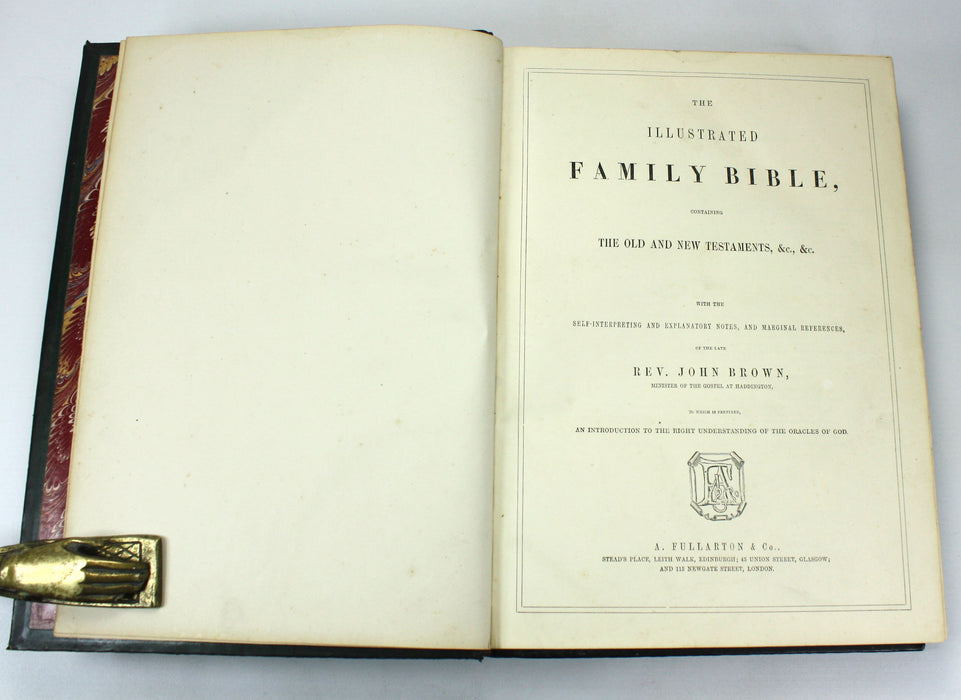 THE
ILLUSTRATED
FAMILY BIBLE,
CONTAINING
THE OLD AND NEW TESTAMENTS, &c., &c.
WITH THE
SELF-INTERPRETING AND EXPLANATORY NOTES, AND MARGINAL REFERENCES,
OF THE LATE
REV. JOHN BROWN,
MINISTER OF THE GOSPEL AT HADDINGTON,
TO WHICH IS PREFIXED,
AN INTRODUCTION TO THE RIGHT UNDERSTANDING OF THE ORACLES OF GOD.
A. FULLARTON & Co.,
STEAD'S PLACE, LEITH WALK, EDINBURGH; 45 UNION STREET, GLASGOW;
AND 113 NEWGATE STREET, LONDON.